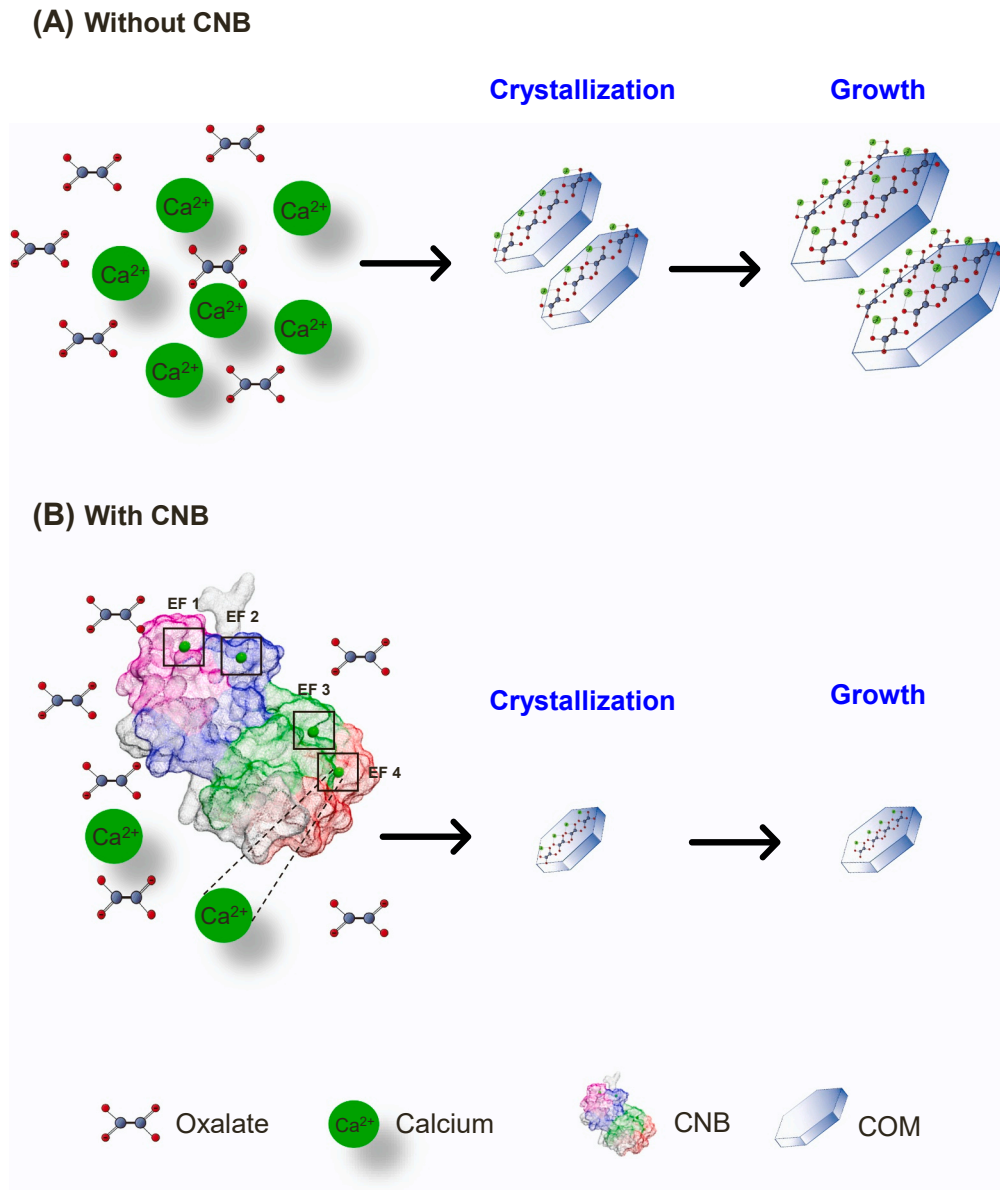 (A) Without CNB
Crystallization Growth
Ca2+
Ca2+
Ca2+
Ca2+
Ca2+
Ca2+
(B) With CNB
EF 1
EF 2
EF 3
EF 4
Crystallization Growth
Ca2+
Ca2+
Oxalate
Ca2+ Calcium
CNB
COM